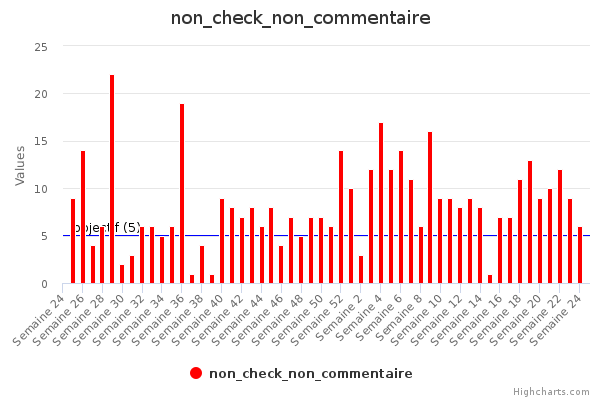 non_check_non_commentaire
25
20
15
10
5
0
Values
objectif (5)
Semaine 24
Semaine 26
Semaine 28
Semaine 30
Semaine 32
Semaine 34
Semaine 36
Semaine 38
Semaine 40
Semaine 42
Semaine 44
Semaine 46
Semaine 48
Semaine 50
Semaine 52
Semaine 2
Semaine 4
Semaine 6
Semaine 8
Semaine 10
Semaine 12
Semaine 14
Semaine 16
Semaine 18
Semaine 20
Semaine 22
Semaine 24
non_check_non_commentaire
Highcharts.com